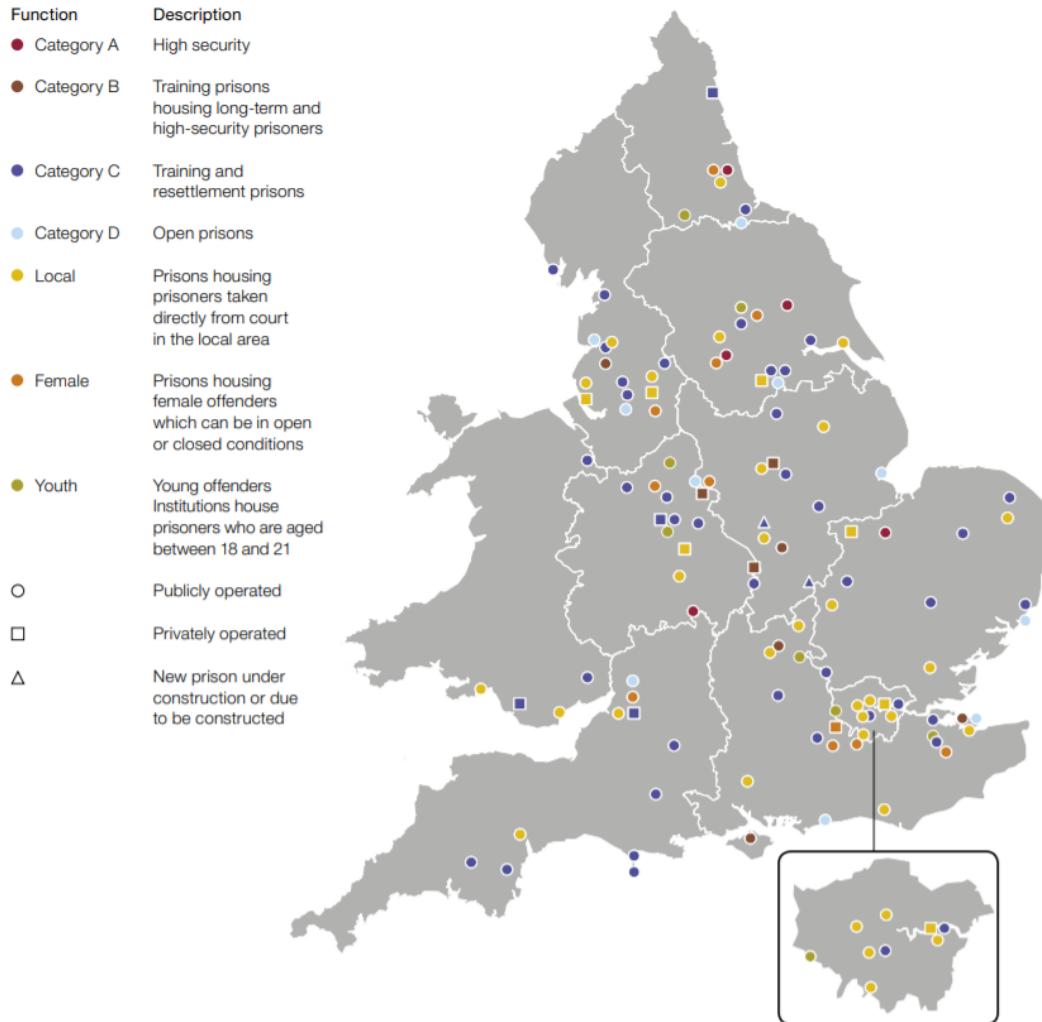 Function Description
Category A High security
Category B Training prisons
housing long-term and
high-security prisoners
Category C Training and
resettlement prisons
Category D Open prisons
Local Prisons housing
prisoners taken
directly from court
in the local area
Female Prisons housing
female offenders
which can be in open
or closed conditions
Youth Young offenders
Institutions house
prisoners who are aged
between 18 and 21
Publicly operated
Privately operated
New prison under
construction or due
to be constructed